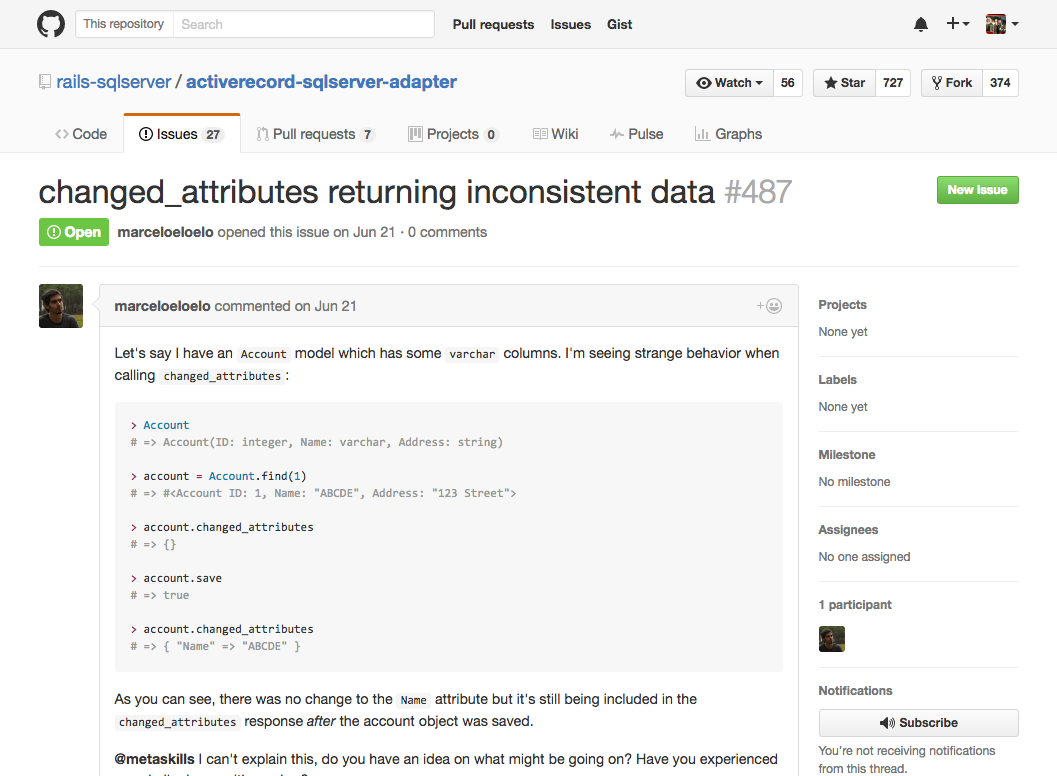 This repository Search Pull requests Issues Gist
rails-sqlserver / activerecord-sqlserver-adapter Watch 56 Star 727 Fork 374
Code Issues 27 Pull requests 7 Projects 0 Wiki Pulse Graphs
changed_attributes returning inconsistent data #487 New issue
Open marceloeloelo opened this issue on Jun 21 · 0 comments
marceloeloelo commented on Jun 21
Let's say I have an Account model which has some varchar columns. I'm seeing strange behavior when
calling changed_attributes :
> Account
# => Account(ID: integer, Name: varchar, Address: string)
> account = Account.find(1)
# => #<Account ID: 1, Name: "ABCDE", Address: "123 Street">
> account.changed_attributes
# => {}
> account.save
# => true
> account.changed_attributes
# => { "Name" => "ABCDE" }
As you can see, there was no change to the Name attribute but it's still being included in the
changed_attributes response after the account object was saved.
@metaskills I can't explain this, do you have an idea on what might be going on? Have you experienced
Projects
None yet
Labels
None yet
Milestone
No milestone
Assignees
No one assigned
1 participant
Notifications
Subscribe
You're not receiving notifications
from this thread.